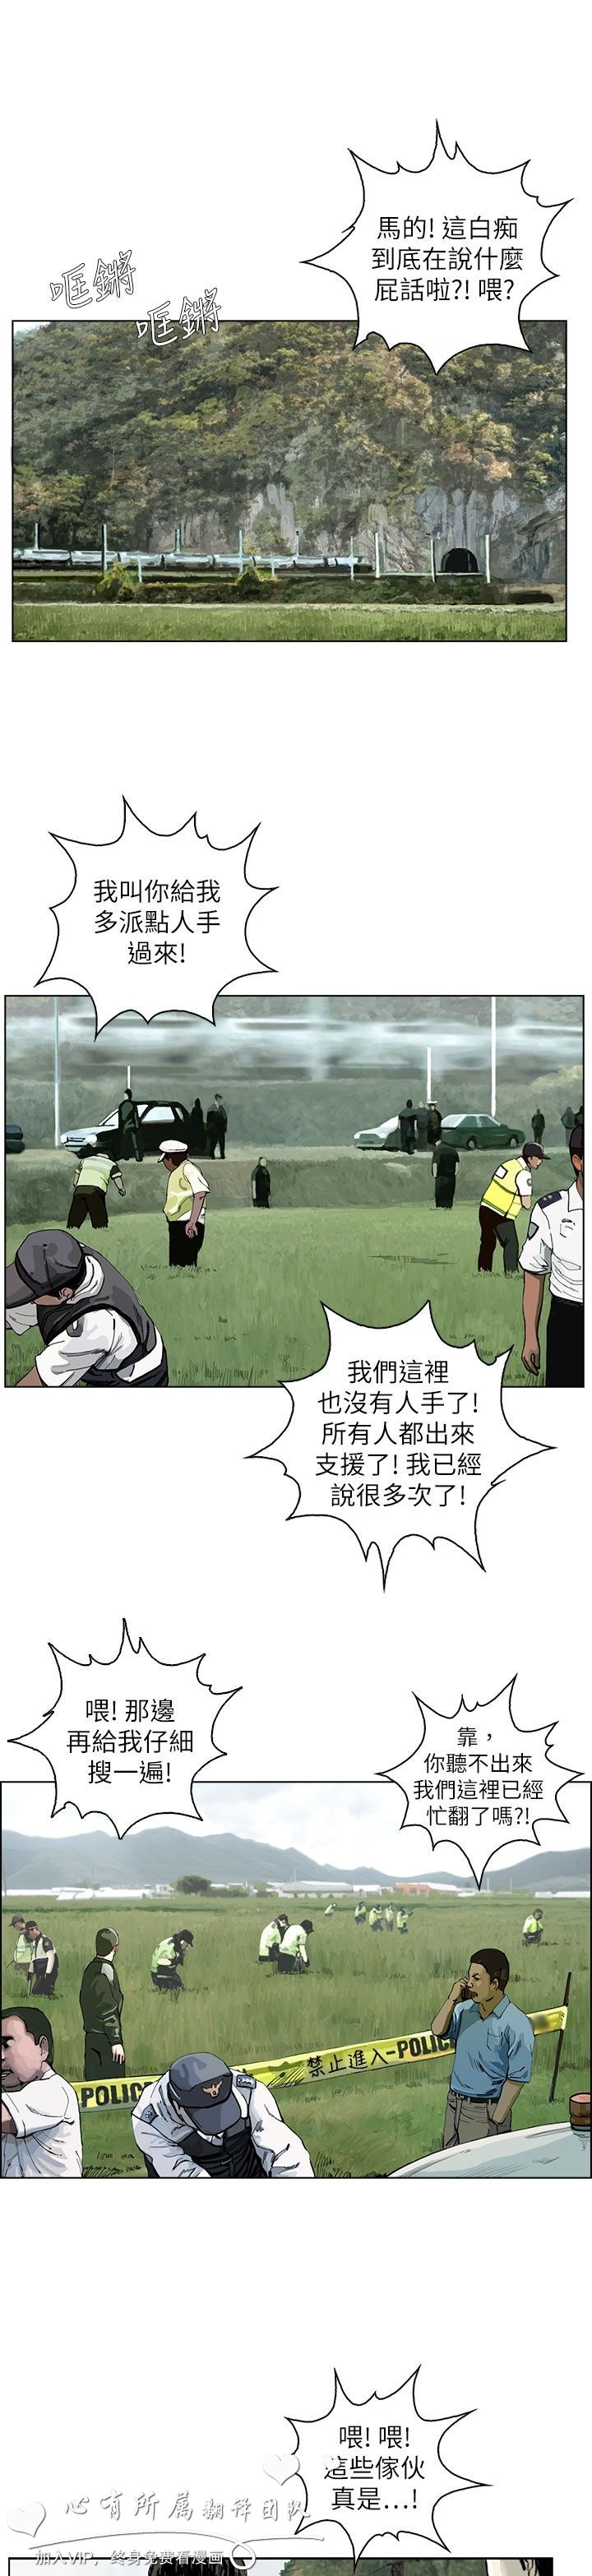 馬的! 這白痴
到底在說什麼
屁話啦?! 喂?
哐鏘
哐鏘
我叫你給我
多派點人手
過來!
我們這裡
也沒有人手了!
所有人都出來
支援了! 我已經
說很多次了!
喂! 那邊
再給我仔細
搜一遍!
靠，
你聽不出來
我們這裡已經
忙翻了嗎?!
POLICE
禁止進入-POLIC
喂! 喂!
這些傢伙
真是...!
心有所属翻译团队
加入VIP，终身免费看漫画